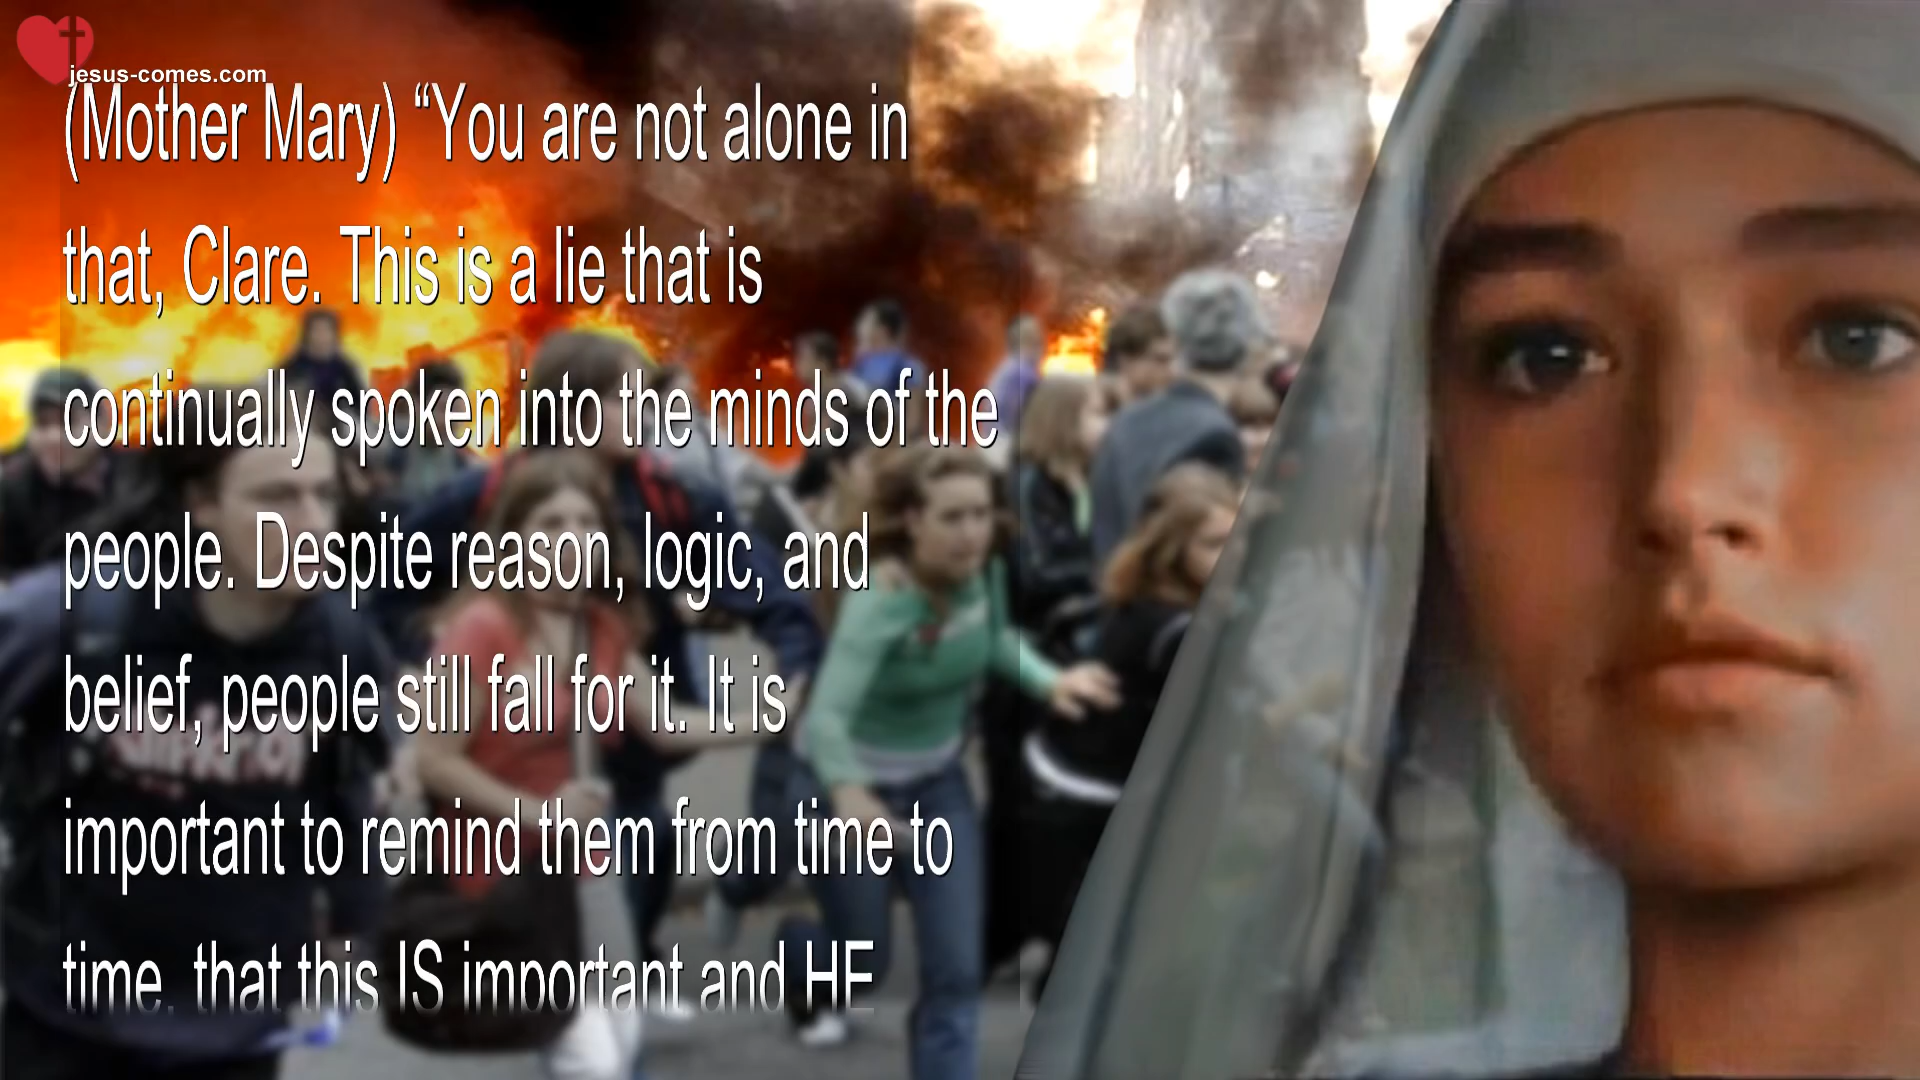 jesus-comes.com
(Mother Mary) “You are not alone in
that, Clare. This is a lie that is
continually spoken into the minds of the
people. Despite reason, logic, and
belief, people still fall for it. It is
important to remind them from time to
time, that this IS important and HE